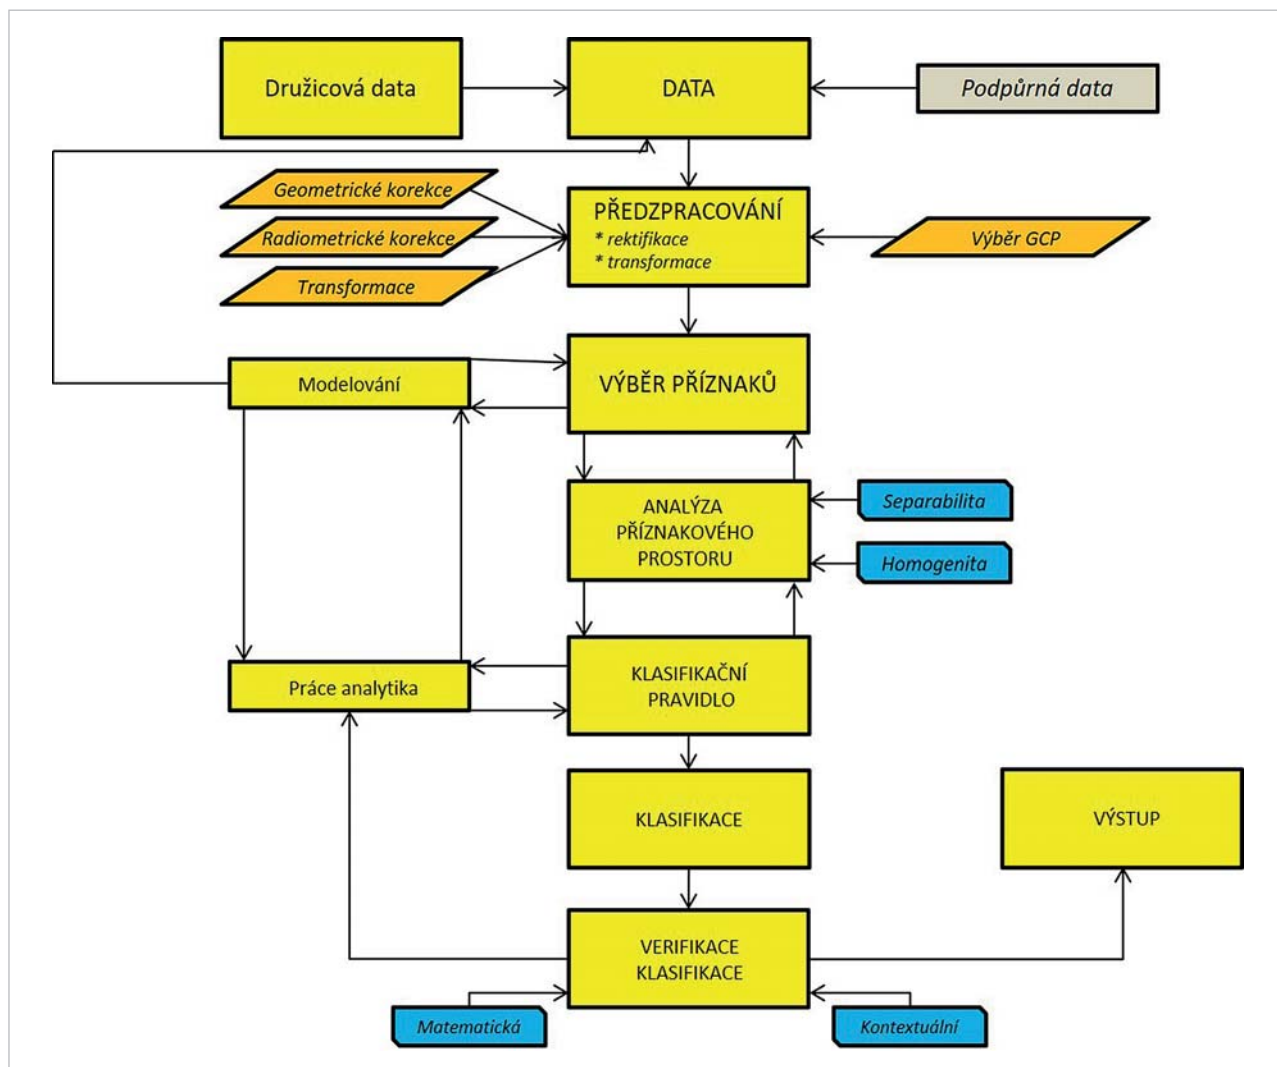 Družicová data
DATA
Podpůrná data
Geometrické korekce
Radiometrické korekce
Transformace
PŘEDZPRACOVÁNÍ
* rektifikace
* transformace
Výběr GCP
Modelování
VÝBĚR PŘÍZNAKŮ
ANALÝZA
PŘÍZNAKOVÉHO
PROSTORU
Separabilita
Homogenita
Práce analytika
KLASIFIKAČNÍ
PRAVIDLO
KLASIFIKACE
VÝSTUP
VERIFIKACE
KLASIFIKACE
Matematická
Kontextuální